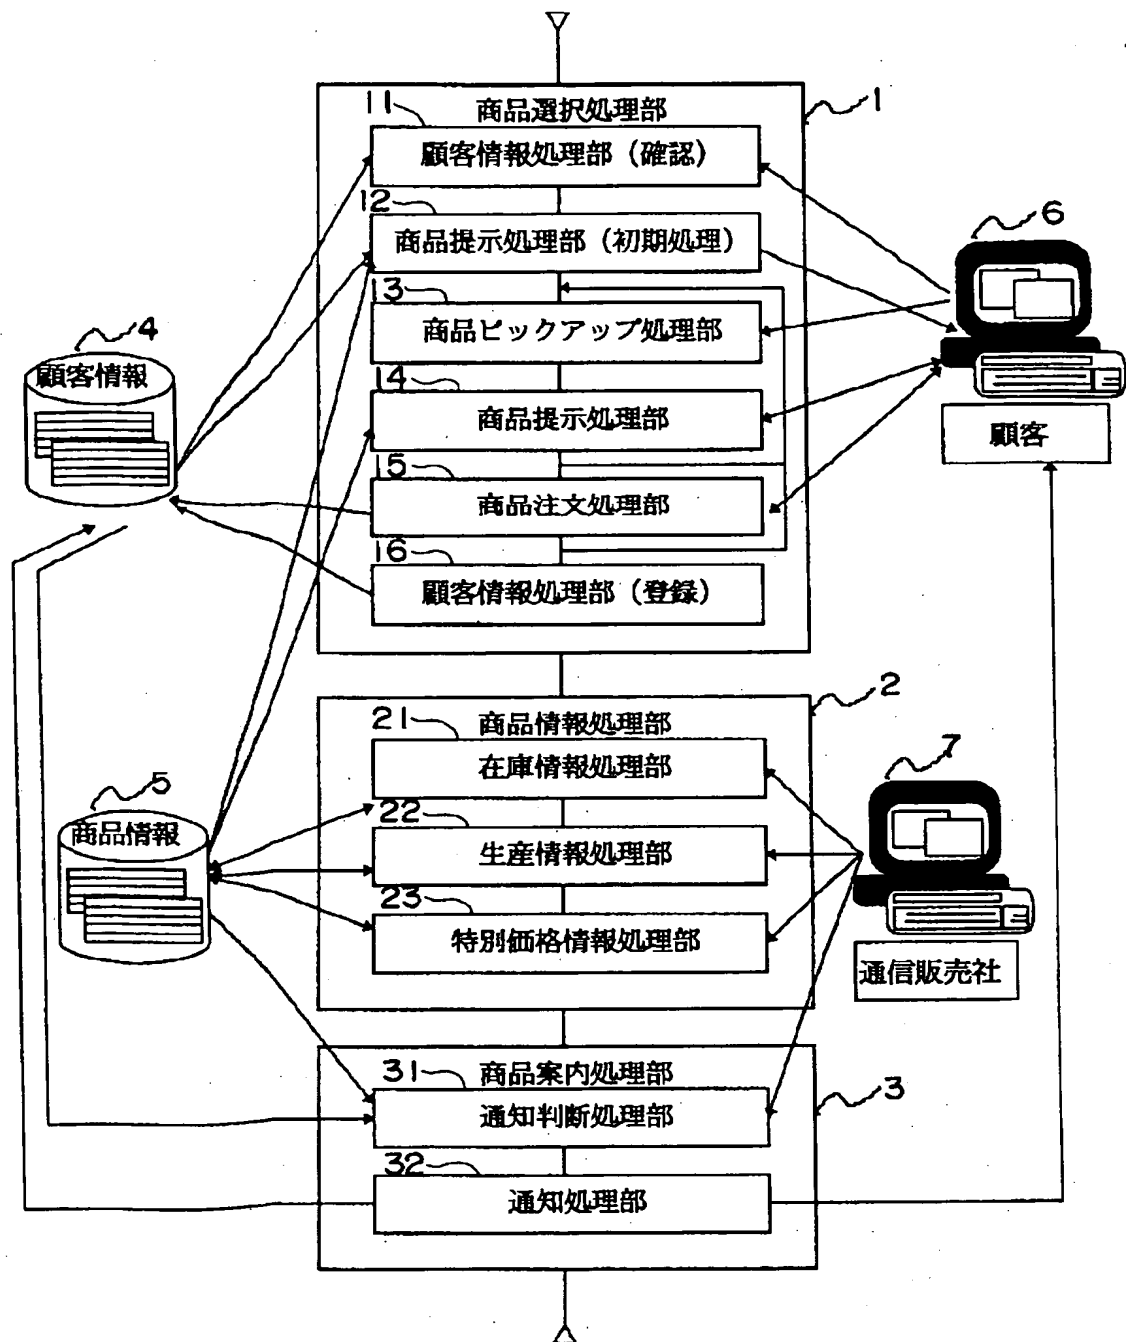 商品選択処理部
1
11
顧客情報処理部（確認）
12
商品提示処理部（初期処理）
6
13
商品ピックアップ処理部
4
顧客情報
14
商品提示処理部
顧客
15
商品注文処理部
16
顧客情報処理部（登録）
2
商品情報処理部
21
在庫情報処理部
7
5
商品情報
22
生産情報処理部
23
特別価格情報処理部
通信販売社
商品案内処理部
31
3
通知判断処理部
32
通知処理部